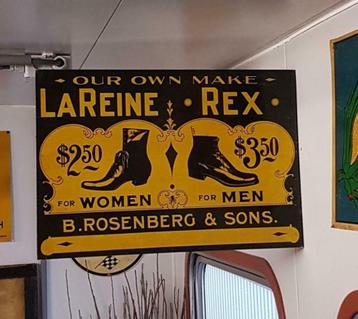 OUR OWN MAKE
LAREINE • REX •
$2.50 $3.50
FOR WOMEN FOR MEN
B. ROSENBERG & SONS.